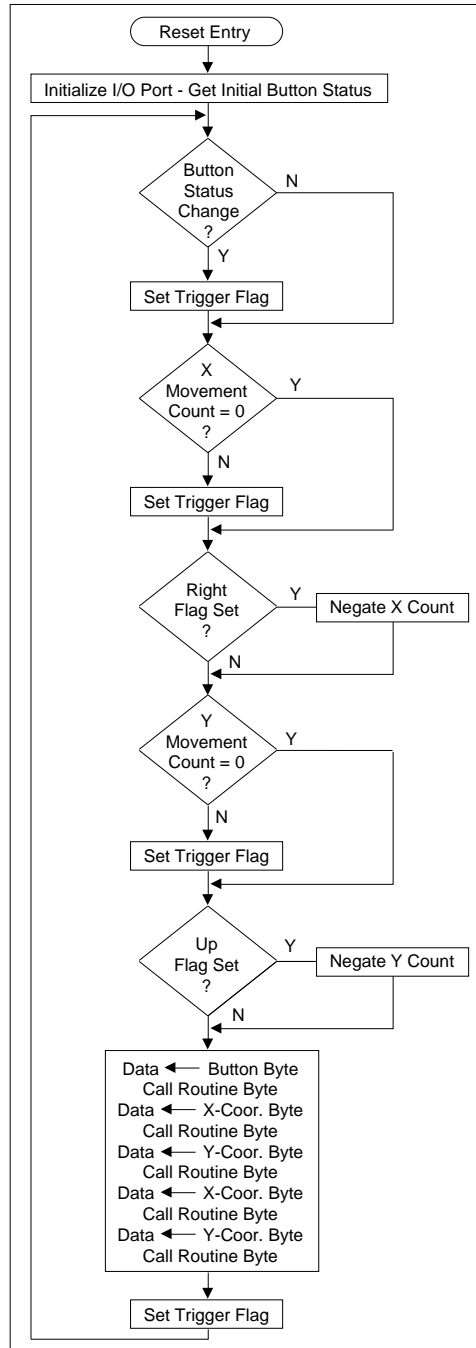 Reset Entry
Initialize I/O Port - Get Initial Button Status
Button
Status
Change
?
N
Y
Set Trigger Flag
X
Movement
Count = 0
?
Y
N
Set Trigger Flag
Right
Flag Set
?
Y
Negate X Count
N
Y
Movement
Count = 0
?
Y
N
Set Trigger Flag
Up
Flag Set
?
Y
Negate Y Count
N
Data ← Button Byte
Call Routine Byte
Data ← X-Coor. Byte
Call Routine Byte
Data ← Y-Coor. Byte
Call Routine Byte
Data ← X-Coor. Byte
Call Routine Byte
Data ← Y-Coor. Byte
Call Routine Byte
Set Trigger Flag